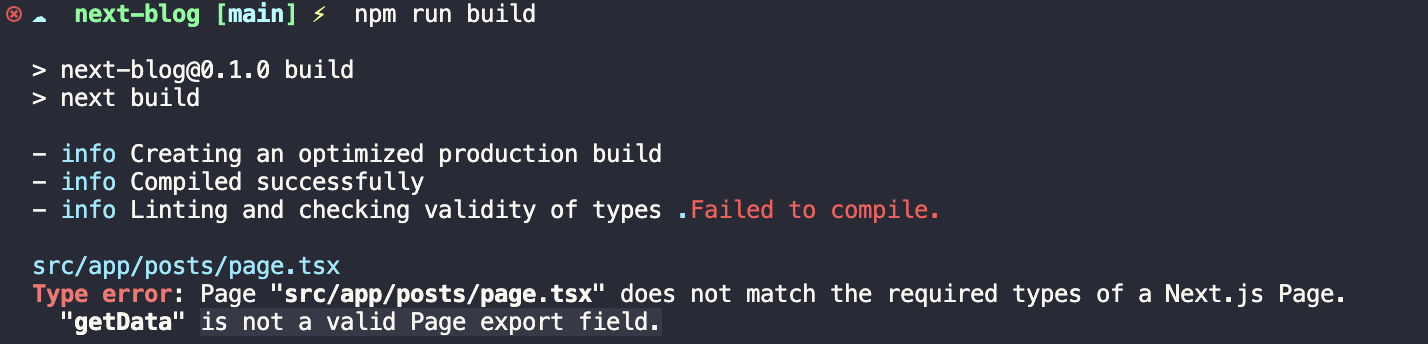 next-blog [main] ⚡ npm run build
> next-blog@0.1.0 build
> next build
- info Creating an optimized production build
- info Compiled successfully
- info Linting and checking validity of types .Failed to compile.
src/app/posts/page.tsx
Type error: Page "src/app/posts/page.tsx" does not match the required types of a Next.js Page.
"getData" is not a valid Page export field.